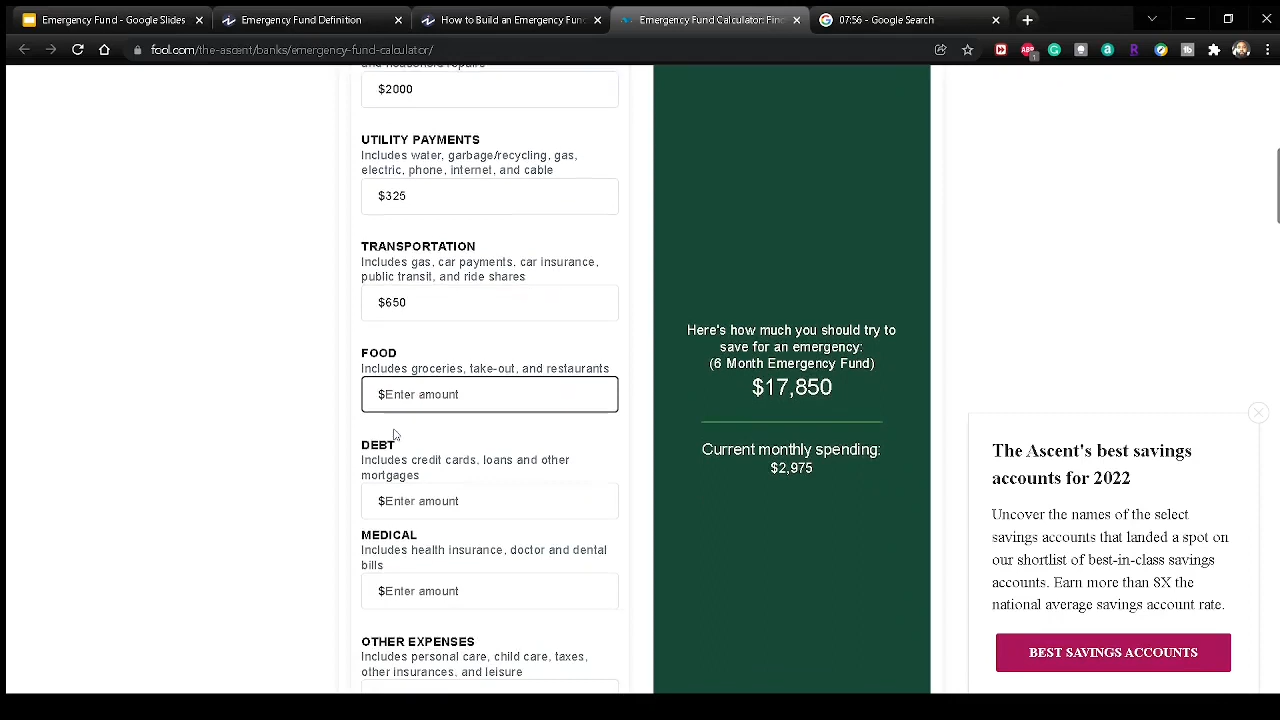 Emergency Fund - Google Slides
Emergency Fund Definition
How to Build an Emergency Func
Emergency Fund Calculator Finc
07:56 - Google Search
fool.com/the-ascent/banks/emergency-fund-calculator/
and household repairs
$2000
UTILITY PAYMENTS
Includes water, garbage/recycling, gas,
electric, phone, internet, and cable
$325
TRANSPORTATION
Includes gas, car payments. car insurance,
public transit, and ride shares
$650
FOOD
Includes groceries, take-out, and restaurants
$Enter amount
DEBT
Includes credit cards, loans and other
mortgages
$Enter amount
MEDICAL
Includes health insurance, doctor and dental
bills
$Enter amount
OTHER EXPENSES
Includes personal care, child care, taxes,
other insurances, and leisure
Here's how much you should try to
save for an emergency:
(6 Month Emergency Fund)
$17,850
Current monthly spending:
$2,975
The Ascent's best savings
accounts for 2022
Uncover the names of the select
savings accounts that landed a spot on
our shortlist of best-in-class savings
accounts. Earn more than 8X the
national average savings account rate.
BEST SAVINGS ACCOUNTS